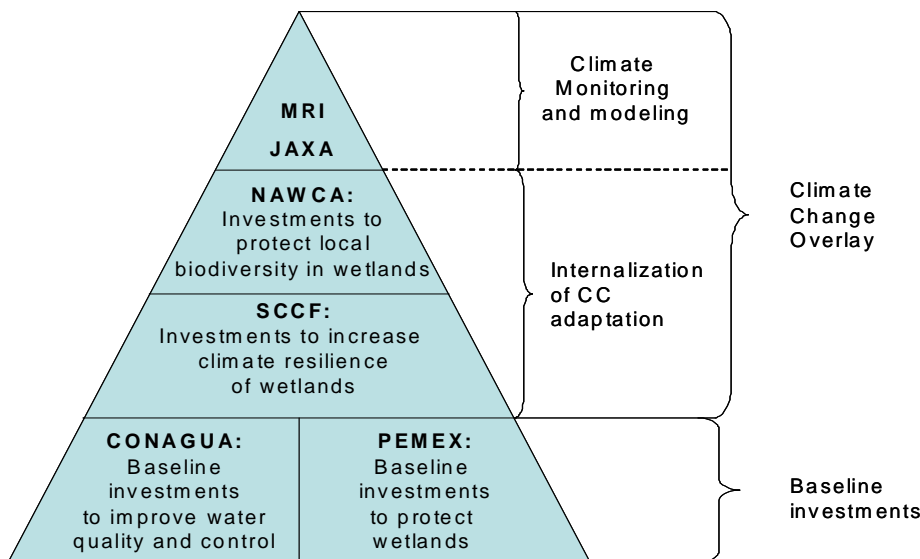 MRI
JAXA
NAWCA:
Investments to
protect local
biodiversity in wetlands
SCCF:
Investments to increase
climate resilience
of wetlands
CONAGUA:
Baseline
investments
to improve water
quality and control
PEMEX:
Baseline
investments
to protect
wetlands
Climate
Monitoring
and modeling
Internalization
of CC
adaptation
Climate
Change
Overlay
Baseline
investments